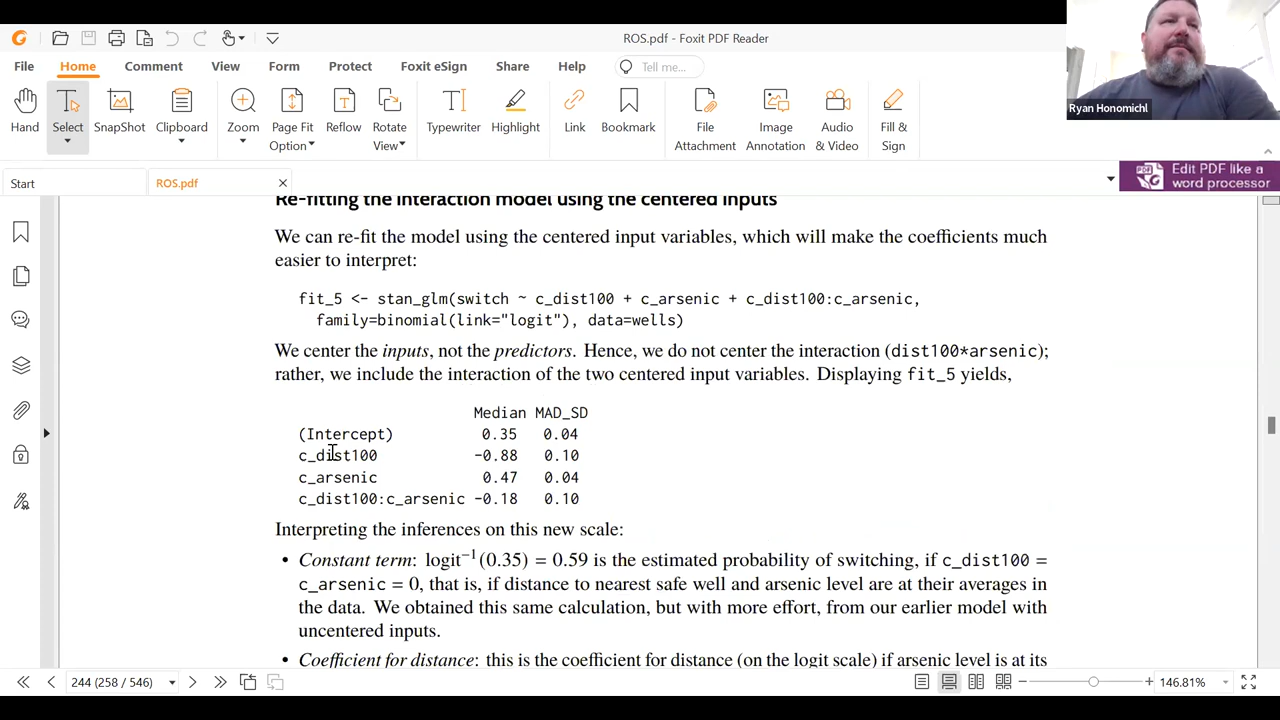 ROS.pdf - Foxit PDF Reader
File Home Comment View Form Protect Foxit eSign Share Help Tell me...
Ryan Honomichl
Hand Select SnapShot Clipboard Zoom Page Fit Option Reflow Rotate View Typewriter Highlight Link Bookmark File Attachment Image Annotation Audio & Video Fill & Sign
Start ROS.pdf
Edit PDF like a
word processor
Re-fitting the interaction model using the centered inputs
We can re-fit the model using the centered input variables, which will make the coefficients much
easier to interpret:
fit_5 <- stan_glm(switch ~ c_dist100 + c_arsenic + c_dist100:c_arsenic,
family=binomial(link="logit"), data=wells)
We center the inputs, not the predictors. Hence, we do not center the interaction (dist100*arsenic);
rather, we include the interaction of the two centered input variables. Displaying fit_5 yields,
Median MAD_SD
(Intercept) 0.35 0.04
c_dist100 -0.88 0.10
c_arsenic 0.47 0.04
c_dist100:c_arsenic -0.18 0.10
Interpreting the inferences on this new scale:
• Constant term: logit⁻¹(0.35) = 0.59 is the estimated probability of switching, if c_dist100 =
c_arsenic = 0, that is, if distance to nearest safe well and arsenic level are at their averages in
the data. We obtained this same calculation, but with more effort, from our earlier model with
uncentered inputs.
• Coefficient for distance: this is the coefficient for distance (on the logit scale) if arsenic level is at its
244 (258 / 546) 146.81%